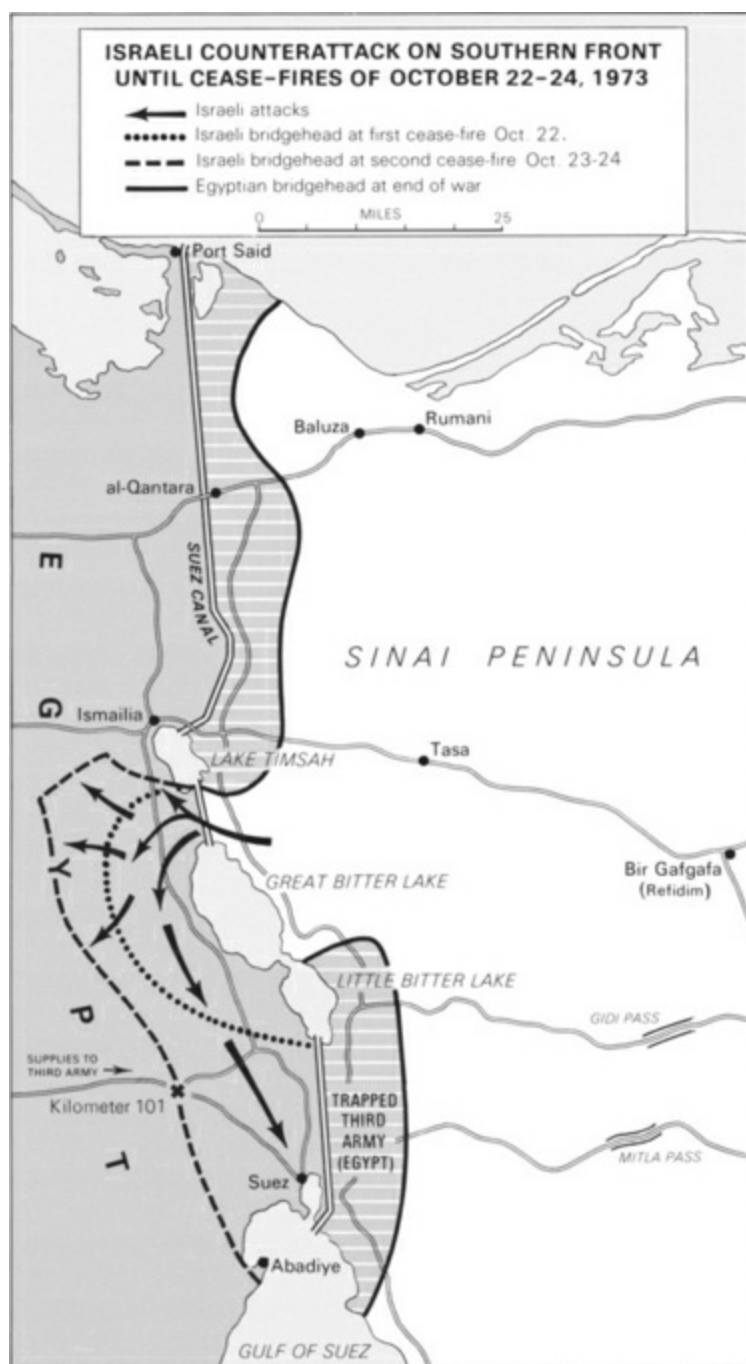 ISRAELI COUNTERATTACK ON SOUTHERN FRONT
UNTIL CEASE-FIRES OF OCTOBER 22-24, 1973
Israeli attacks
Israeli bridgehead at first cease-fire Oct. 22.
Israeli bridgehead at second cease-fire Oct. 23-24
Egyptian bridgehead at end of war
0 MILES 25
Port Said
Baluza
Rumani
al-Qantara
SUEZ CANAL
EGYPT
SINAI PENINSULA
Ismailia
LAKE TIMSAH
Tasa
Bir Gafgafa
(Refidim)
GREAT BITTER LAKE
LITTLE BITTER LAKE
GIDI PASS
SUPPLIES TO
THIRD ARMY
Kilometer 101
TRAPPED
THIRD
ARMY
(EGYPT)
MITLA PASS
Suez
Abadiye
GULF OF SUEZ